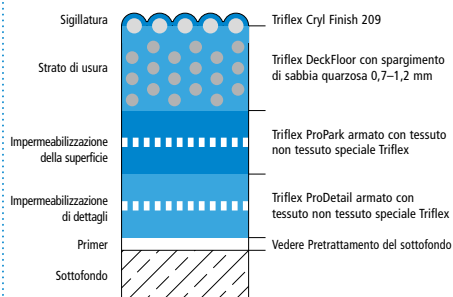 Sigillatura
Triflex Cryl Finish 209
Strato di usura
Triflex DeckFloor con spargimento
di sabbia quarzosa 0,7–1,2 mm
Impermeabilizzazione
della superficie
Triflex ProPark armato con tessuto
non tessuto speciale Triflex
Impermeabilizzazione
di dettagli
Triflex ProDetail armato con
tessuto non tessuto speciale Triflex
Primer
Vedere Pretrattamento del sottofondo
Sottofondo